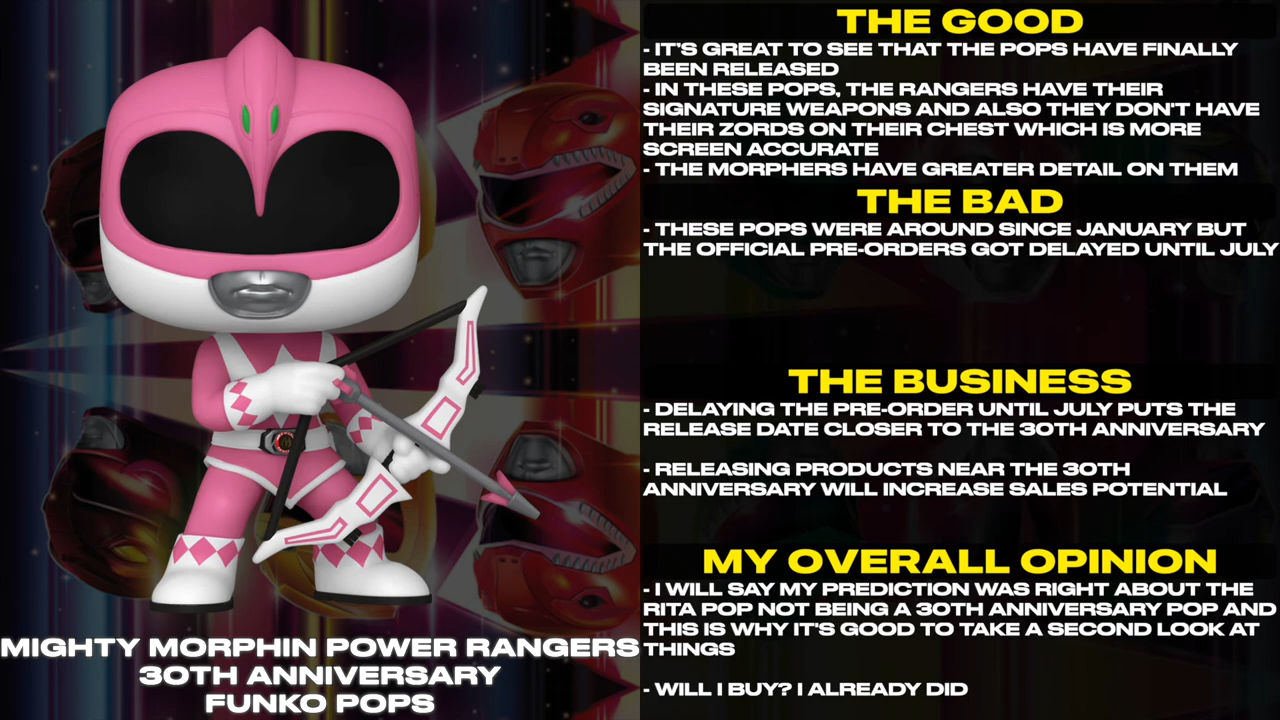 MIGHTY MORPHIN POWER RANGERS
30TH ANNIVERSARY
FUNKO POPS
THE GOOD
- IT'S GREAT TO SEE THAT THE POPS HAVE FINALLY
BEEN RELEASED
- IN THESE POPS, THE RANGERS HAVE THEIR
SIGNATURE WEAPONS AND ALSO THEY DON'T HAVE
THEIR ZORDS ON THEIR CHEST WHICH IS MORE
SCREEN ACCURATE
- THE MORPHERS HAVE GREATER DETAIL ON THEM
THE BAD
- THESE POPS WERE AROUND SINCE JANUARY BUT
THE OFFICIAL PRE-ORDERS GOT DELAYED UNTIL JULY
THE BUSINESS
- DELAYING THE PRE-ORDER UNTIL JULY PUTS THE
RELEASE DATE CLOSER TO THE 30TH ANNIVERSARY
- RELEASING PRODUCTS NEAR THE 30TH
ANNIVERSARY WILL INCREASE SALES POTENTIAL
MY OVERALL OPINION
- I WILL SAY MY PREDICTION WAS RIGHT ABOUT THE
RITA POP NOT BEING A 30TH ANNIVERSARY POP AND
THIS IS WHY IT'S GOOD TO TAKE A SECOND LOOK AT
THINGS
- WILL I BUY? I ALREADY DID